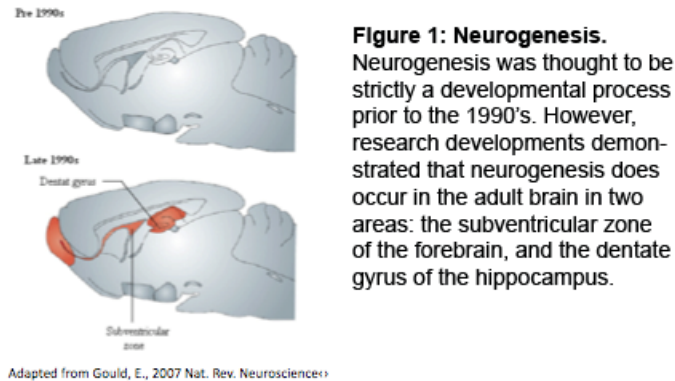 Pre 1990s
FIgure 1: Neurogenesis.
Neurogenesis was thought to be
strictly a developmental process
prior to the 1990's. However,
research developments demon-
strated that neurogenesis does
occur in the adult brain in two
areas: the subventricular zone
of the forebrain, and the dentate
gyrus of the hippocampus.
Late 1990s
Dentat gyrus
Subventricular
zone
Adapted from Gould, E., 2007 Nat. Rev. Neuroscience<>